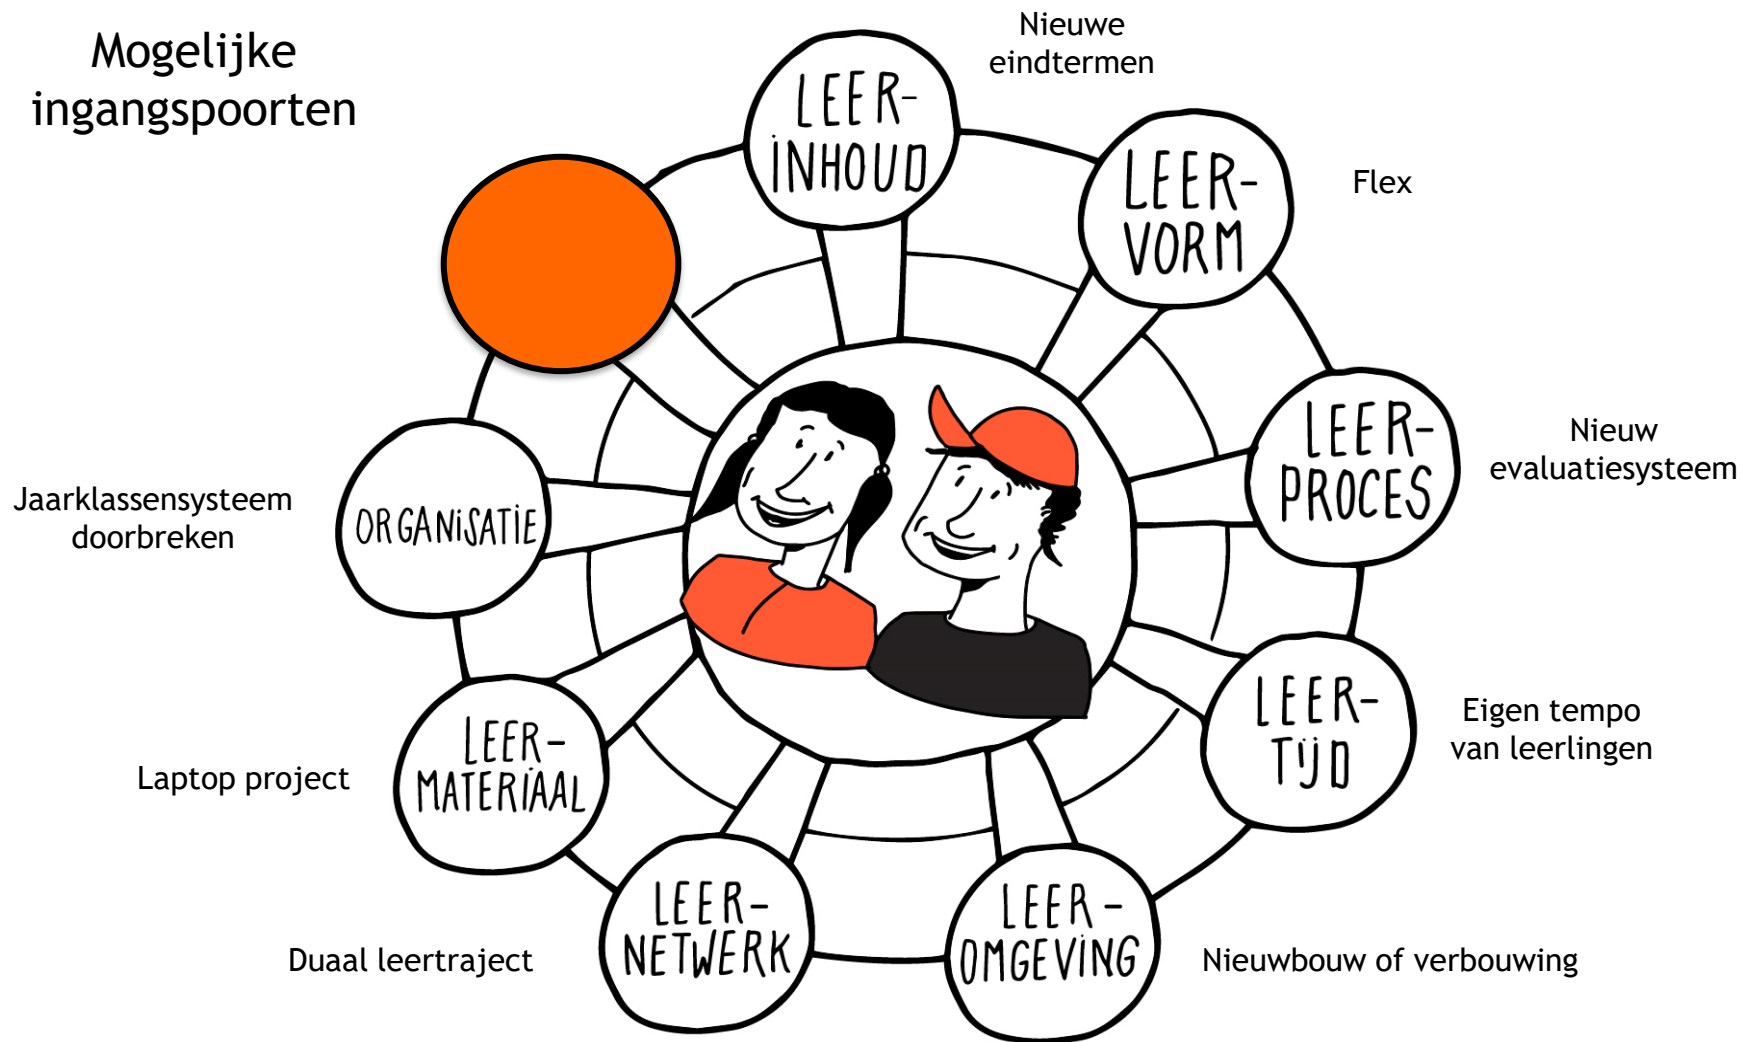 Mogelijke
ingangspoorten
Nieuwe
eindtermen
LEER-
INHOUD
LEER-
VORM
Flex
LEER-
PROCES
Nieuw
evaluatiesysteem
LEER-
TIJD
Eigen tempo
van leerlingen
LEER-
OMGEVING
Nieuwbouw of verbouwing
LEER-
NETWERK
Duaal leertraject
LEER-
MATERIAAL
Laptop project
ORGANISATIE
Jaarklassensysteem
doorbreken